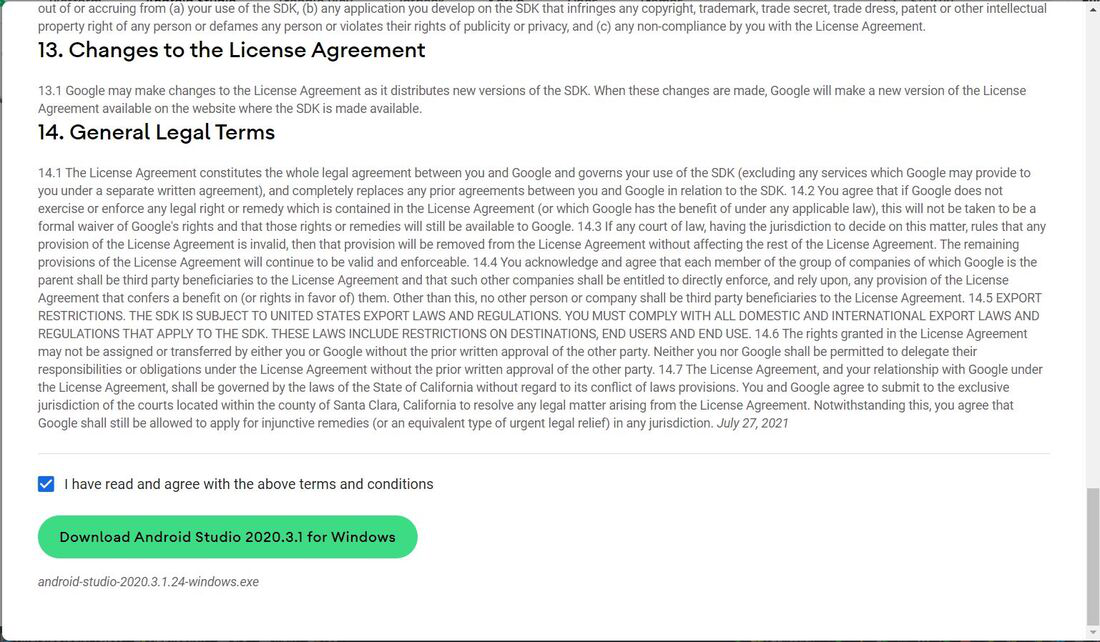 out of or accruing from (a) your use of the SDK, (b) any application you develop on the SDK that infringes any copyright, trademark, trade secret, trade dress, patent or other intellectual
property right of any person or defames any person or violates their rights of publicity or privacy, and (c) any non-compliance by you with the License Agreement.
13. Changes to the License Agreement
13.1 Google may make changes to the License Agreement as it distributes new versions of the SDK. When these changes are made, Google will make a new version of the License
Agreement available on the website where the SDK is made available.
14. General Legal Terms
14.1 The License Agreement constitutes the whole legal agreement between you and Google and governs your use of the SDK (excluding any services which Google may provide to
you under a separate written agreement), and completely replaces any prior agreements between you and Google in relation to the SDK. 14.2 You agree that if Google does not
exercise or enforce any legal right or remedy which is contained in the License Agreement (or which Google has the benefit of under any applicable law), this will not be taken to be a
formal waiver of Google's rights and that those rights or remedies will still be available to Google. 14.3 If any court of law, having the jurisdiction to decide on this matter, rules that any
provision of the License Agreement is invalid, then that provision will be removed from the License Agreement without affecting the rest of the License Agreement. The remaining
provisions of the License Agreement will continue to be valid and enforceable. 14.4 You acknowledge and agree that each member of the group of companies of which Google is the
parent shall be third party beneficiaries to the License Agreement and that such other companies shall be entitled to directly enforce, and rely upon, any provision of the License
Agreement that confers a benefit on (or rights in favor of) them. Other than this, no other person or company shall be third party beneficiaries to the License Agreement. 14.5 EXPORT
RESTRICTIONS. THE SDK IS SUBJECT TO UNITED STATES EXPORT LAWS AND REGULATIONS. YOU MUST COMPLY WITH ALL DOMESTIC AND INTERNATIONAL EXPORT LAWS AND
REGULATIONS THAT APPLY TO THE SDK. THESE LAWS INCLUDE RESTRICTIONS ON DESTINATIONS, END USERS AND END USE. 14.6 The rights granted in the License Agreement
may not be assigned or transferred by either you or Google without the prior written approval of the other party. Neither you nor Google shall be permitted to delegate their
responsibilities or obligations under the License Agreement without the prior written approval of the other party. 14.7 The License Agreement, and your relationship with Google under
the License Agreement, shall be governed by the laws of the State of California without regard to its conflict of laws provisions. You and Google agree to submit to the exclusive
jurisdiction of the courts located within the county of Santa Clara, California to resolve any legal matter arising from the License Agreement. Notwithstanding this, you agree that
Google shall still be allowed to apply for injunctive remedies (or an equivalent type of urgent legal relief) in any jurisdiction. July 27, 2021
I have read and agree with the above terms and conditions
Download Android Studio 2020.3.1 for Windows
android-studio-2020.3.1.24-windows.exe